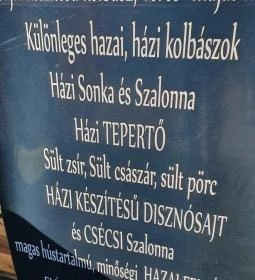 Különleges hazai, házi kolbászok
Házi Sonka és Szalonna
Házi TEPERTŐ
Sült zsír, Sült császár, sült pörc
HÁZI KÉSZÍTÉSŰ DISZNÓSAJT
és CSÉCSI Szalonna
magas hústartalmú, minőségi,